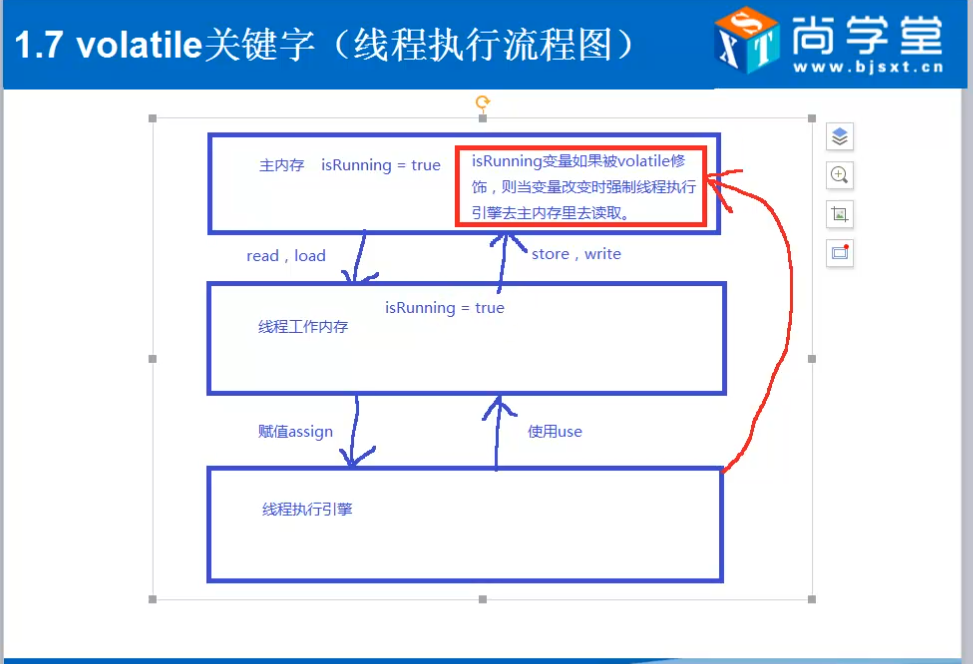 1.7 volatile关键字（线程执行流程图）
SXT
尚学堂
www.bjsxt.cn
主内存 isRunning = true
isRunning变量如果被volatile修
饰，则当变量改变时强制线程执行
引擎去主内存里去读取。
read，load
store，write
isRunning = true
线程工作内存
赋值assign
使用use
线程执行引擎